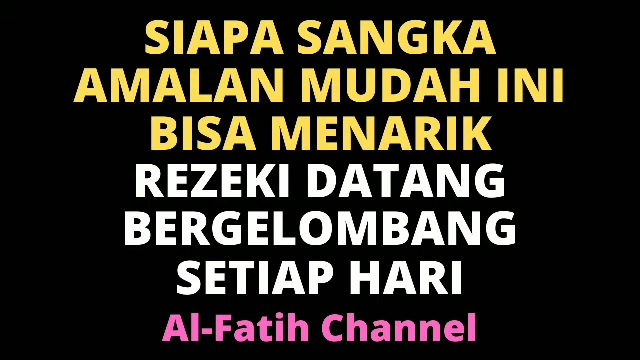 SIAPA SANGKA
AMALAN MUDAH INI
BISA MENARIK
REZEKI DATANG
BERGELOMBANG
SETIAP HARI
Al-Fatih Channel